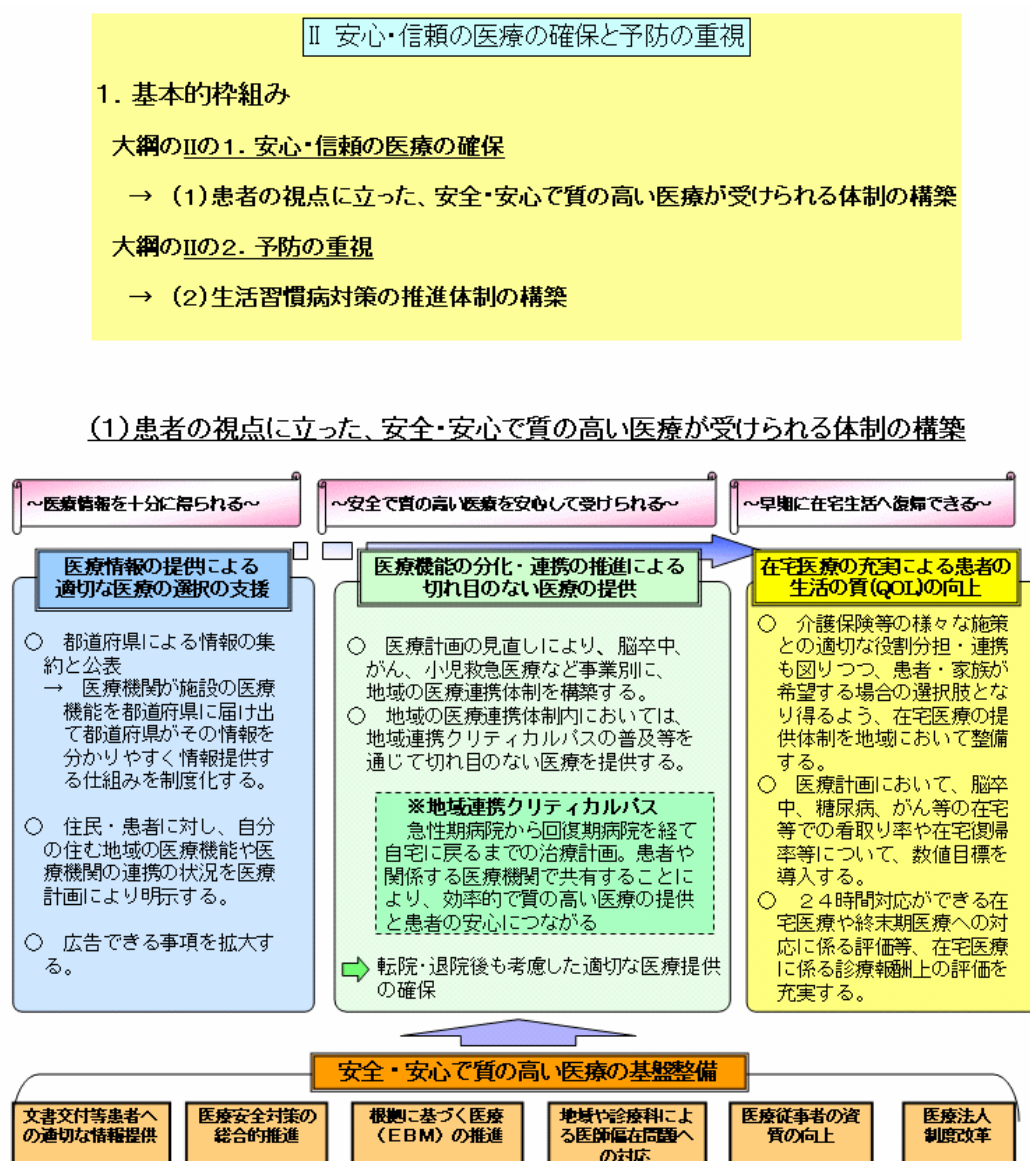 Ⅱ 安心・信頼の医療の確保と予防の重視
1. 基本的枠組み
大綱のIIの1. 安心・信頼の医療の確保
→ (1)患者の視点に立った、安全・安心で質の高い医療が受けられる体制の構築
大綱のIIの2. 予防の重視
→ (2)生活習慣病対策の推進体制の構築
(1)患者の視点に立った、安全・安心で質の高い医療が受けられる体制の構築
～医療情報を十分に得られる～
～安全で質の高い医療を安心して受けられる～
～早期に在宅生活へ復帰できる～
医療情報の提供による
適切な医療の選択の支援
○ 都道府県による情報の集
約と公表
→ 医療機関が施設の医療
機能を都道府県に届け出
て都道府県がその情報を
分かりやすく情報提供す
る仕組みを制度化する。
○ 住民・患者に対し、自分
の住む地域の医療機能や医
療機関の連携の状況を医療
計画により明示する。
○ 広告できる事項を拡大す
る。
医療機能の分化・連携の推進による
切れ目のない医療の提供
○ 医療計画の見直しにより、脳卒中、
がん、小児救急医療など事業別に、
地域の医療連携体制を構築する。
○ 地域の医療連携体制内においては、
地域連携クリティカルパスの普及等を
通じて切れ目のない医療を提供する。
※地域連携クリティカルパス
急性期病院から回復期病院を経て
自宅に戻るまでの治療計画。患者や
関係する医療機関で共有することに
より、効率的で質の高い医療の提供
と患者の安心につながる
転院・退院後も考慮した適切な医療提供
の確保
在宅医療の充実による患者の
生活の質(QOL)の向上
○ 介護保険等の様々な施策
との適切な役割分担・連携
も図りつつ、患者・家族が
希望する場合の選択肢とな
り得るよう、在宅医療の提
供体制を地域において整備
する。
○ 医療計画において、脳卒
中、糖尿病、がん等の在宅
等での看取り率や在宅復帰
率等について、数値目標を
導入する。
○ 24時間対応ができる在
宅医療や終末期医療への対
応に係る評価等、在宅医療
に係る診療報酬上の評価を
充実する。
安全・安心で質の高い医療の基盤整備
文書交付等患者へ
の適切な情報提供
医療安全対策の
総合的推進
根拠に基づく医療
(EBM)の推進
地域や診療科によ
る医師偏在問題へ
の対応
医療従事者の資
質の向上
医療法人
制度改革